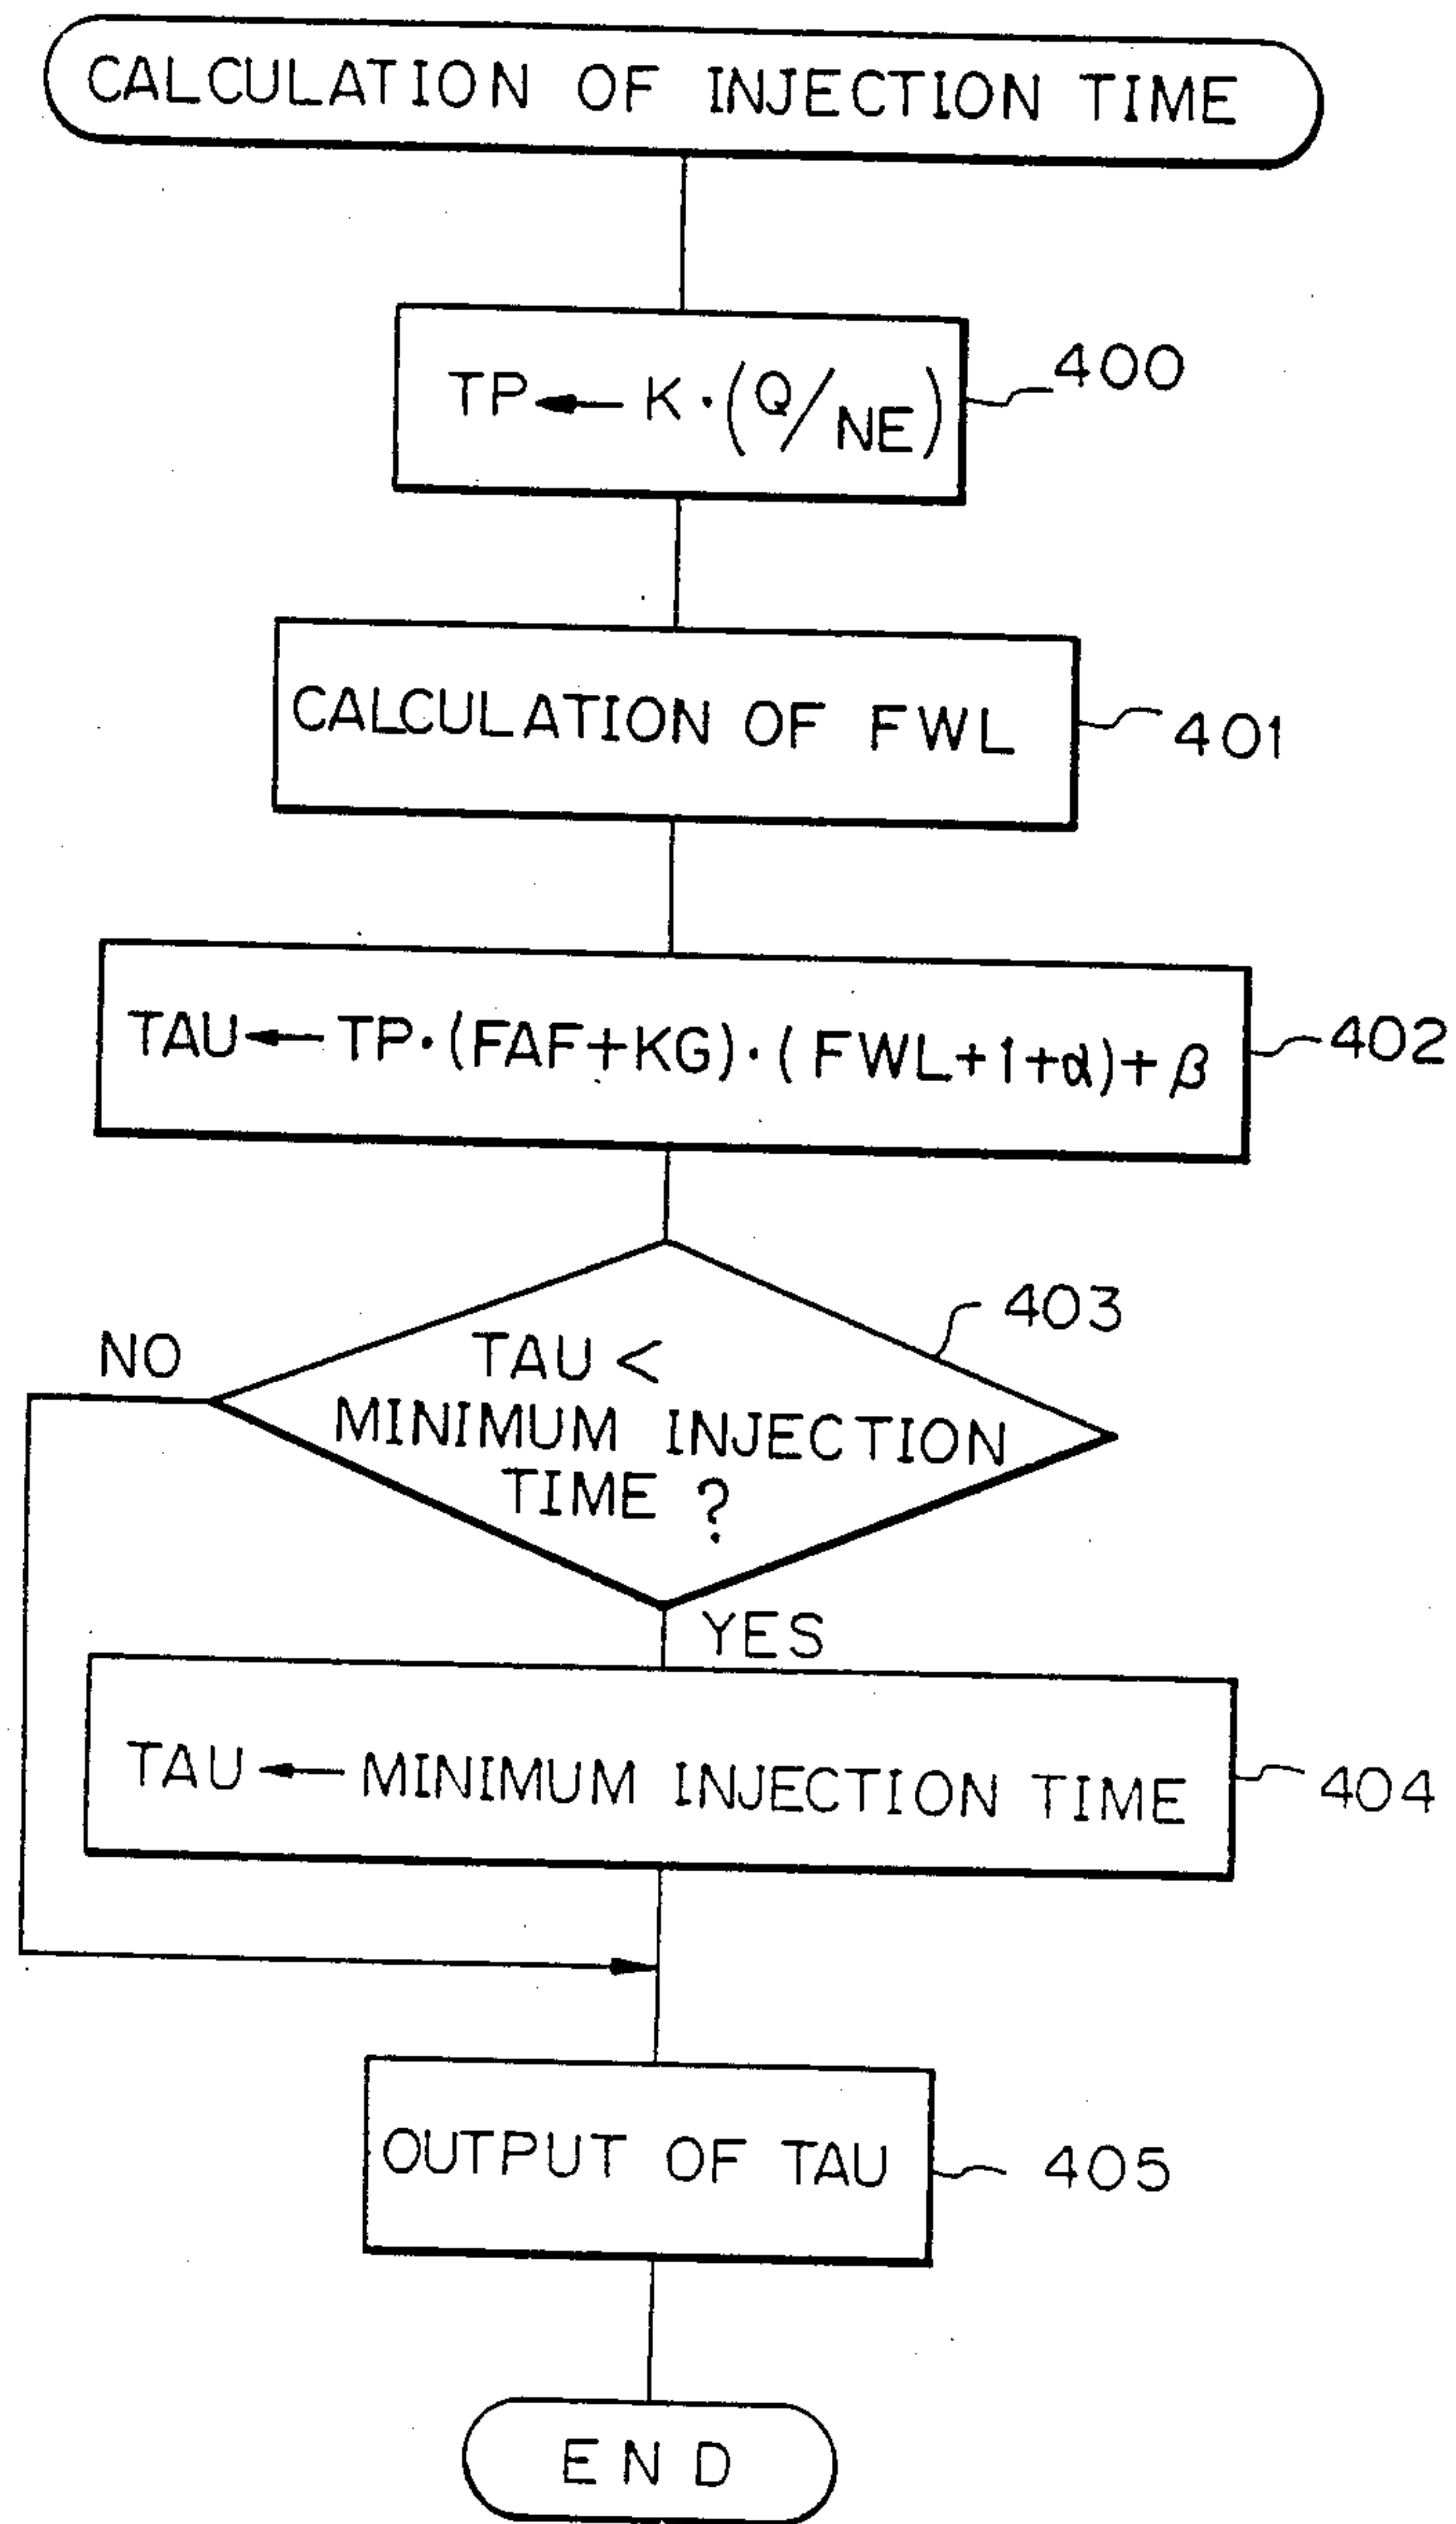 CALCULATION OF INJECTION TIME
TP ← K·(Q/NE)
400
CALCULATION OF FWL
401
TAU ← TP·(FAF+KG)·(FWL+1+α)+β
402
403
NO
TAU <
MINIMUM INJECTION
TIME ?
YES
TAU ← MINIMUM INJECTION TIME
404
OUTPUT OF TAU
405
END